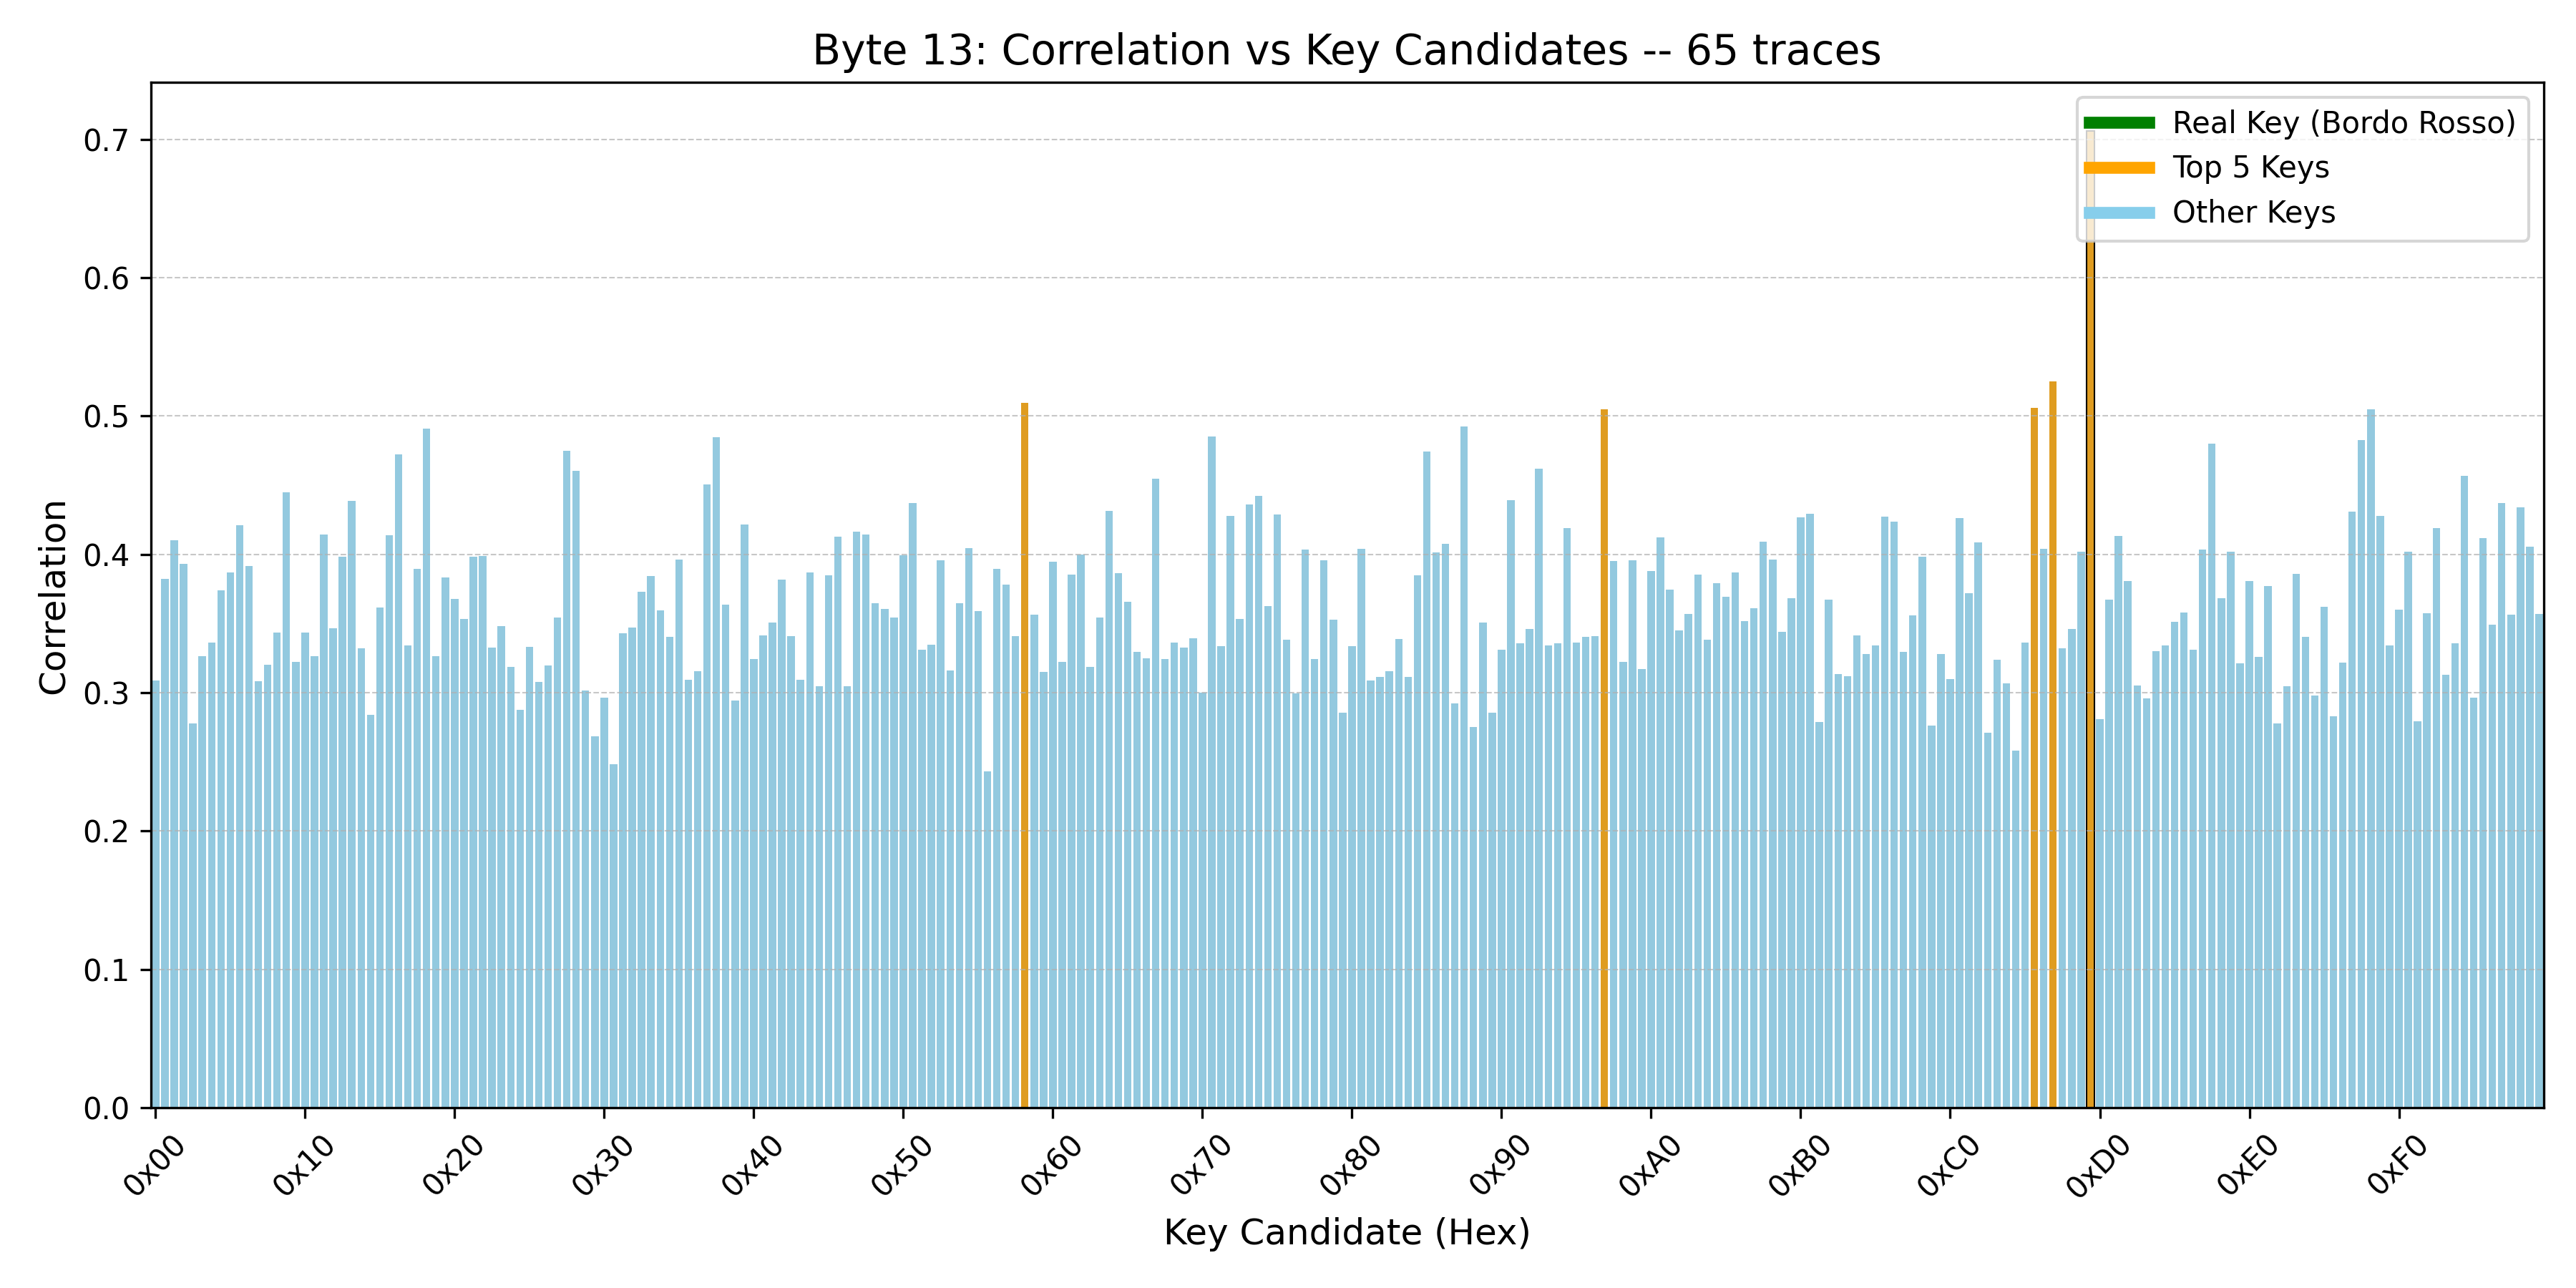 Byte 13: Correlation vs Key Candidates -- 65 traces
Real Key (Bordo Rosso)
Top 5 Keys
Other Keys
0.7
0.6
0.5
0.4
0.3
0.2
0.1
0.0
Correlation
0x00
0x10
0x20
0x30
0x40
0x50
0x60
0x70
0x80
0x90
0xA0
0xB0
0xC0
0xD0
0xE0
0xF0
Key Candidate (Hex)